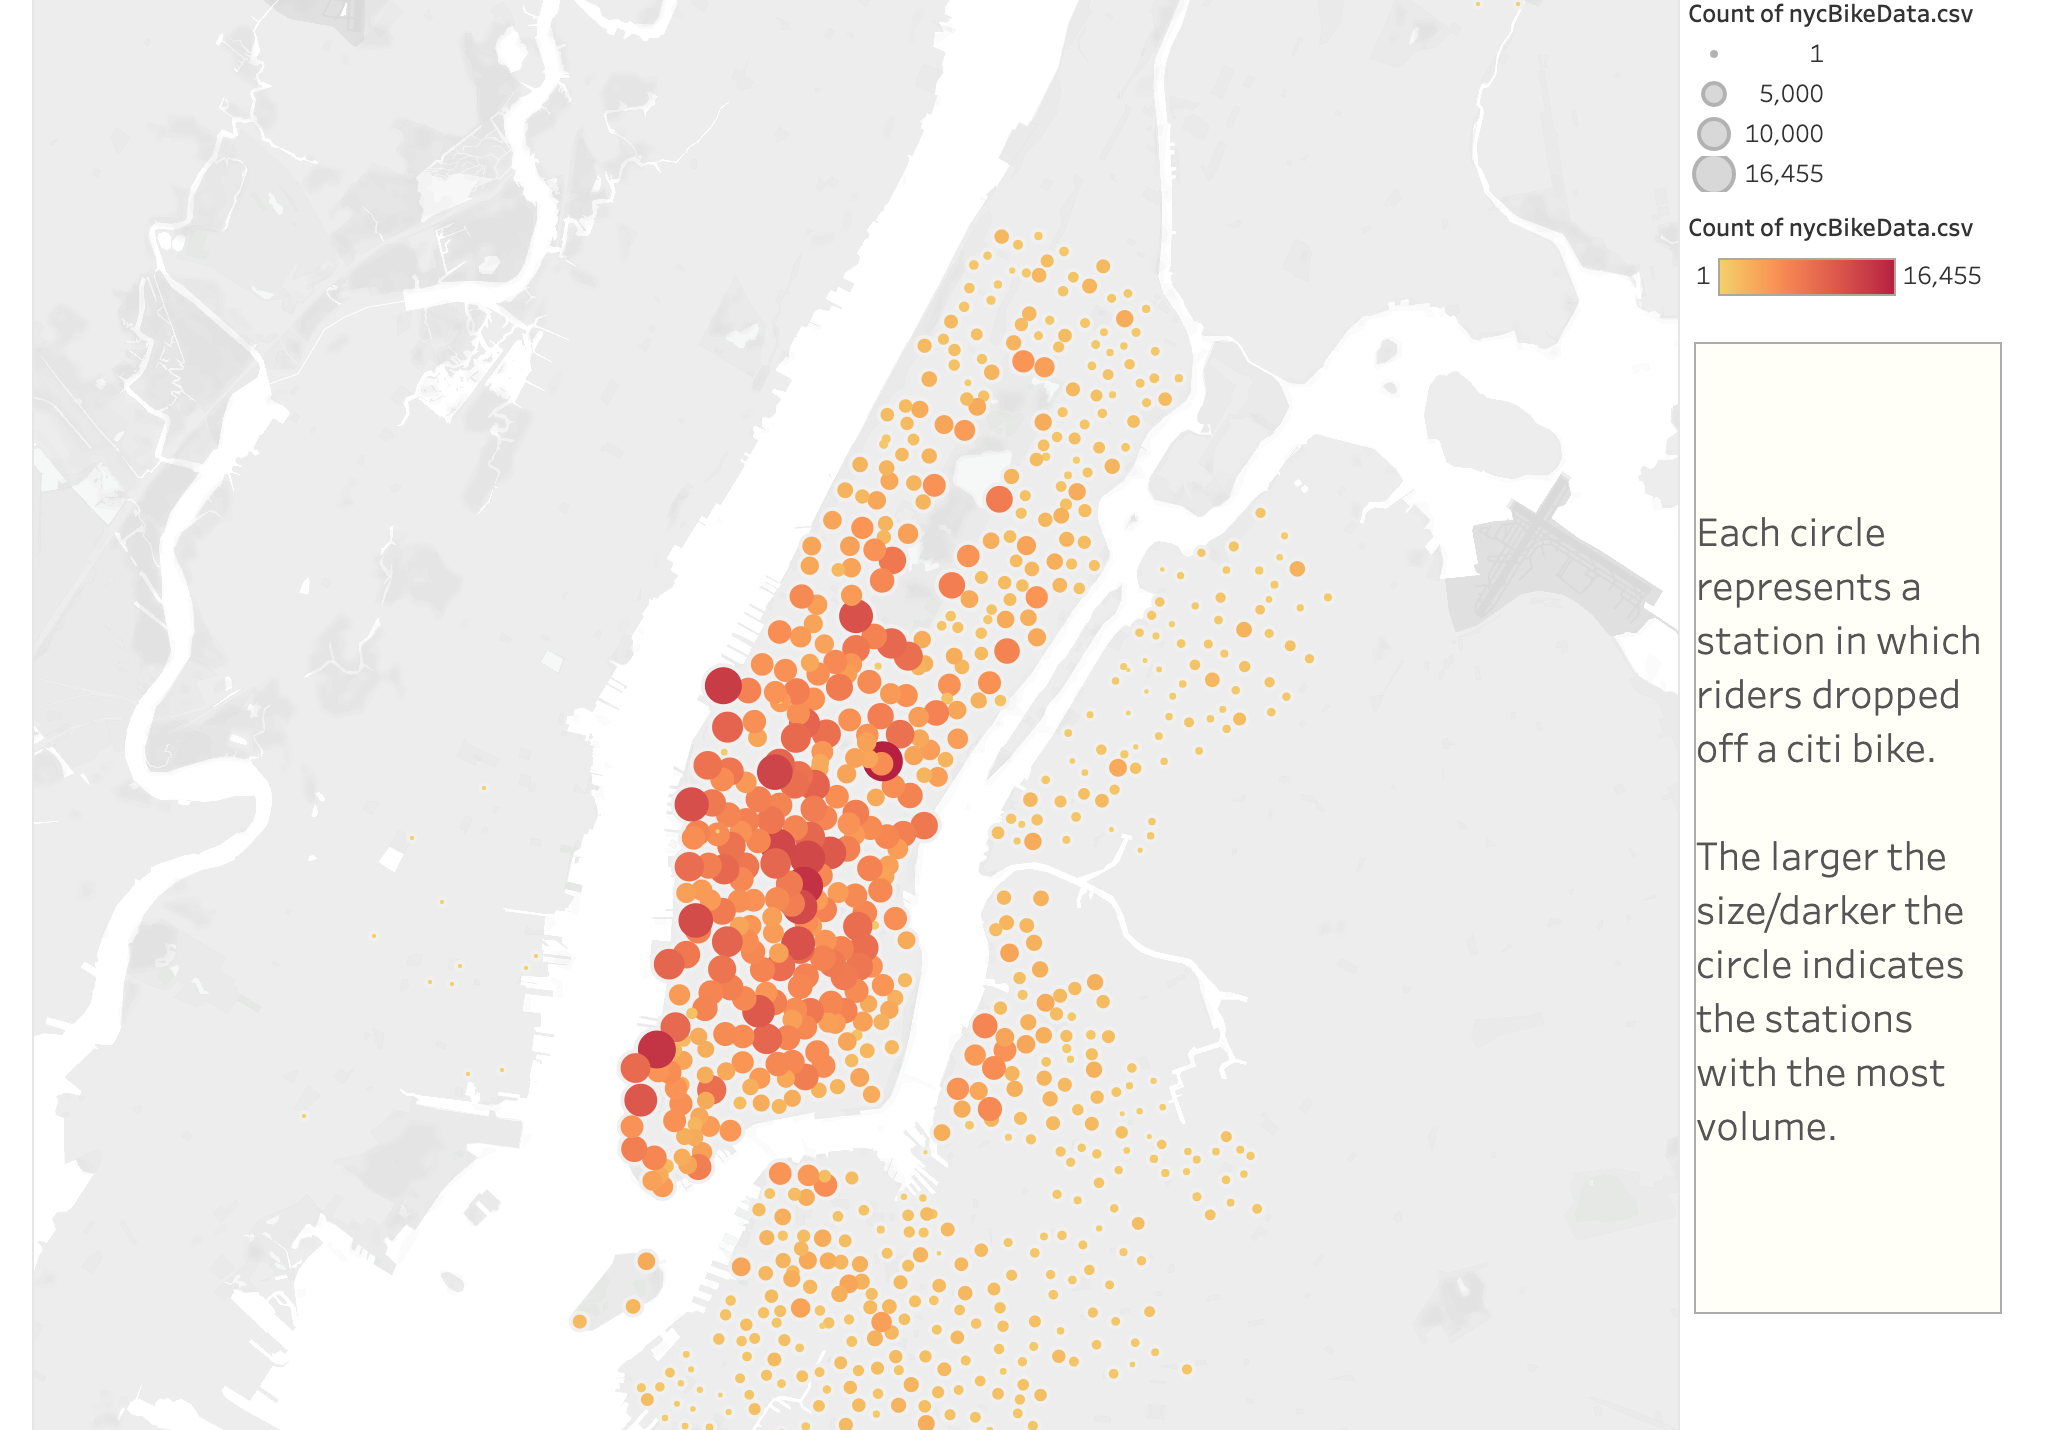 Count of nycBikeData.csv
1
5,000
10,000
16,455
Count of nycBikeData.csv
1 16,455
Each circle
represents a
station in which
riders dropped
off a citi bike.
The larger the
size/darker the
circle indicates
the stations
with the most
volume.